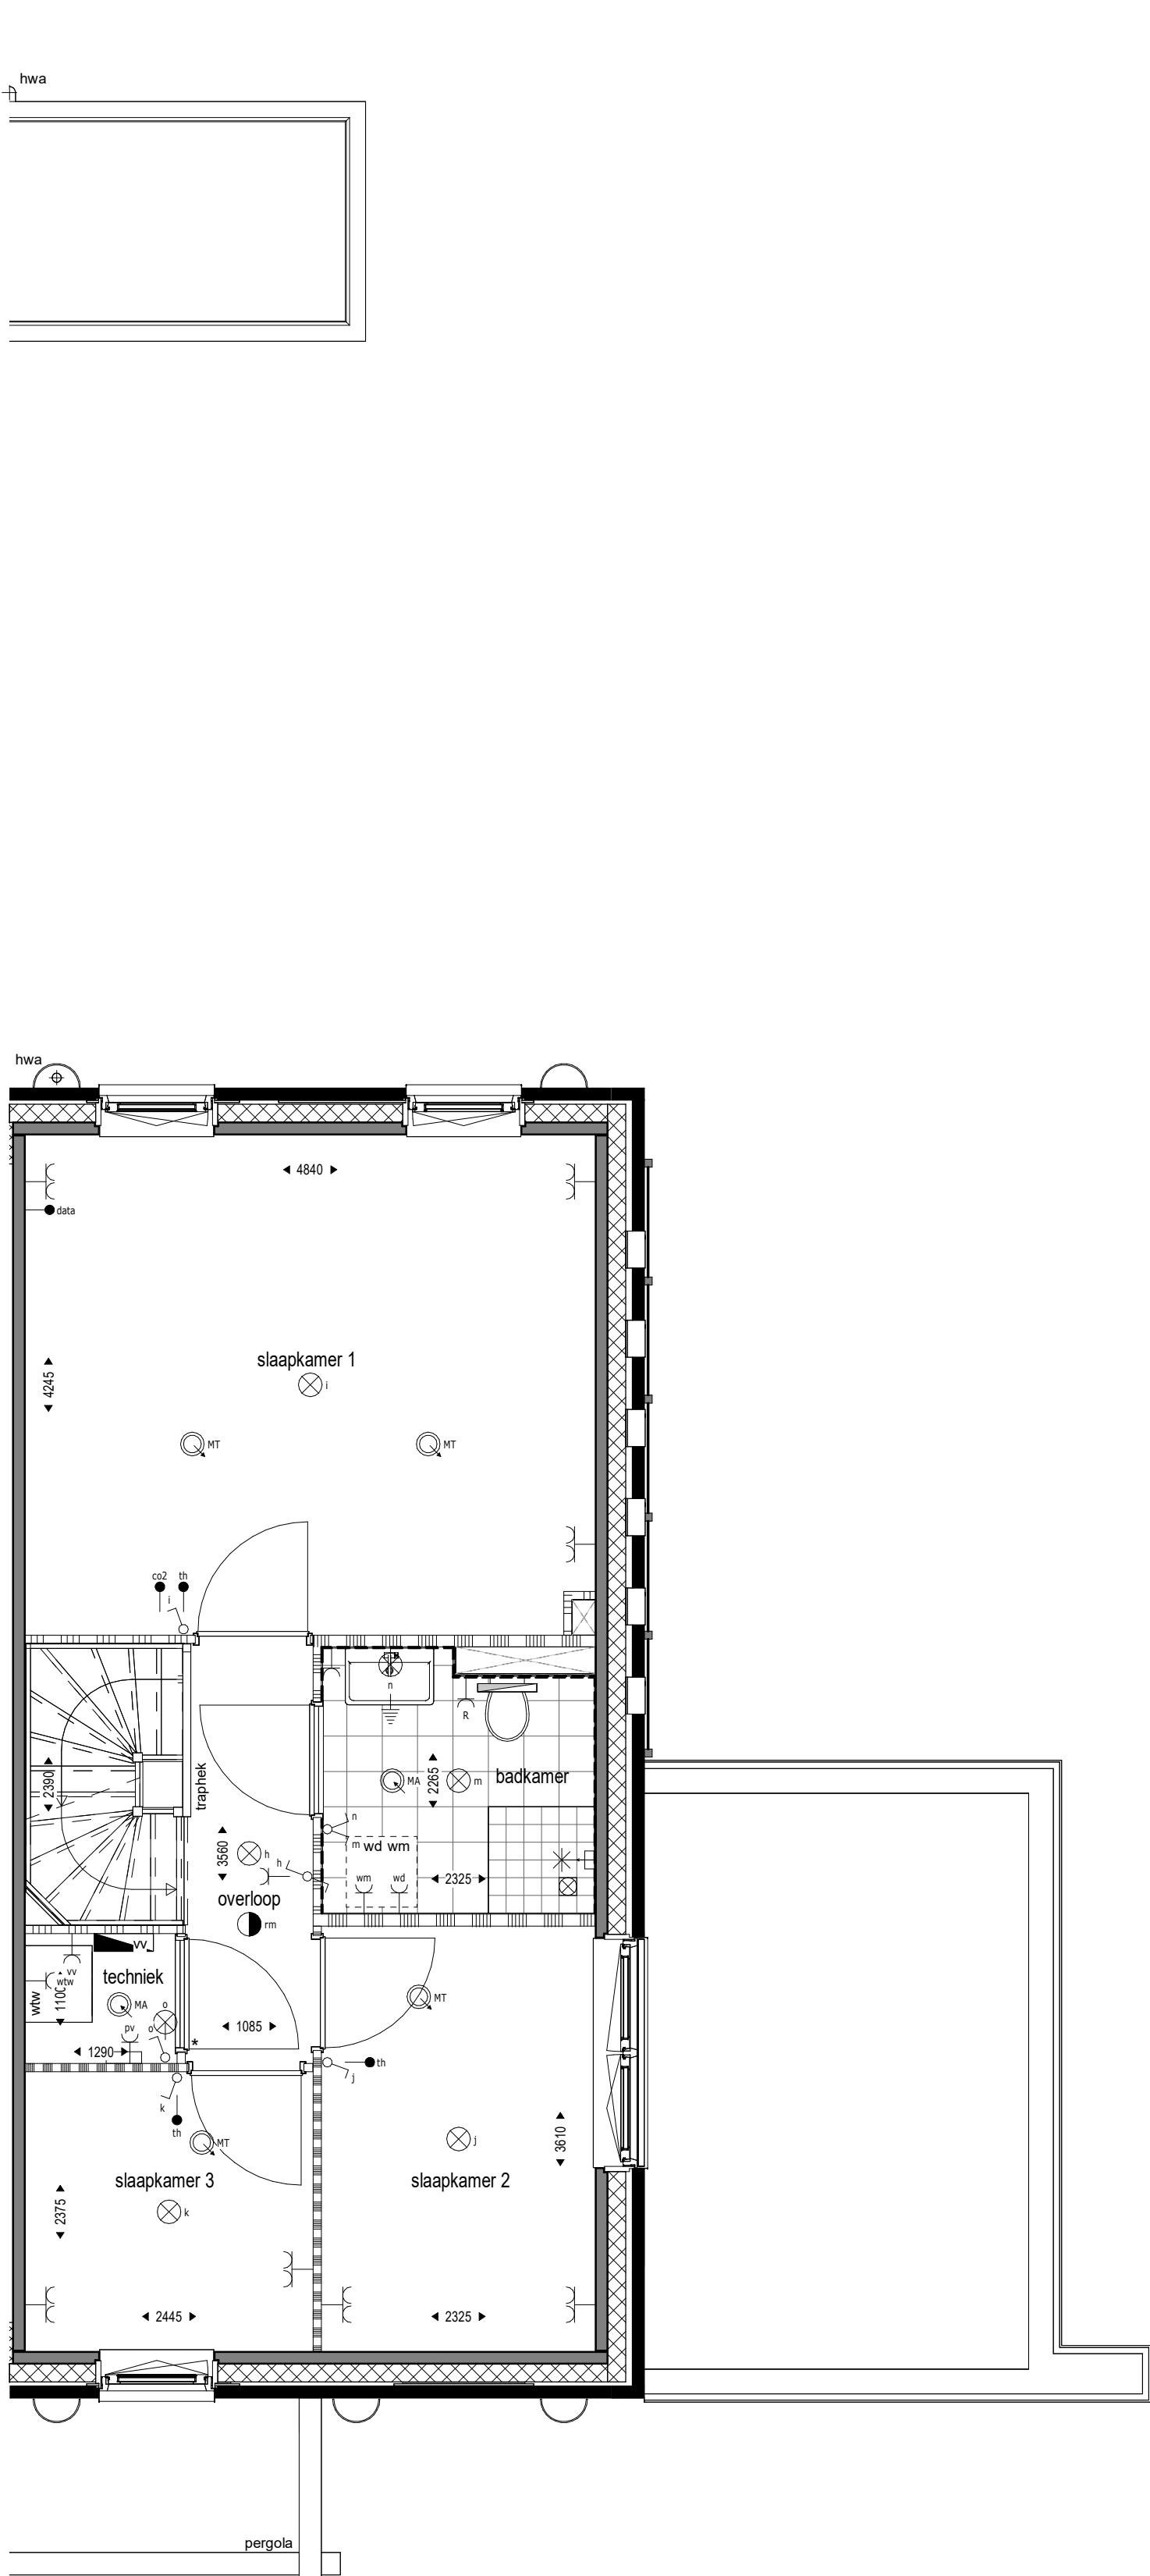 hwa
hwa
4840
data
slaapkamer 1
i
4245
MT
MT
co2
th
i
n
R
2390
traphek
MA
2265
m
badkamer
n
m
3560
h
h
wd wm
wm
wd
2325
overloop
rm
vv
vv
wtw
wtw
1100
techniek
MA
o
o
pv
1290
*
1085
MT
th
j
k
th
MT
j
3610
slaapkamer 3
slaapkamer 2
k
2375
2445
2325
pergola